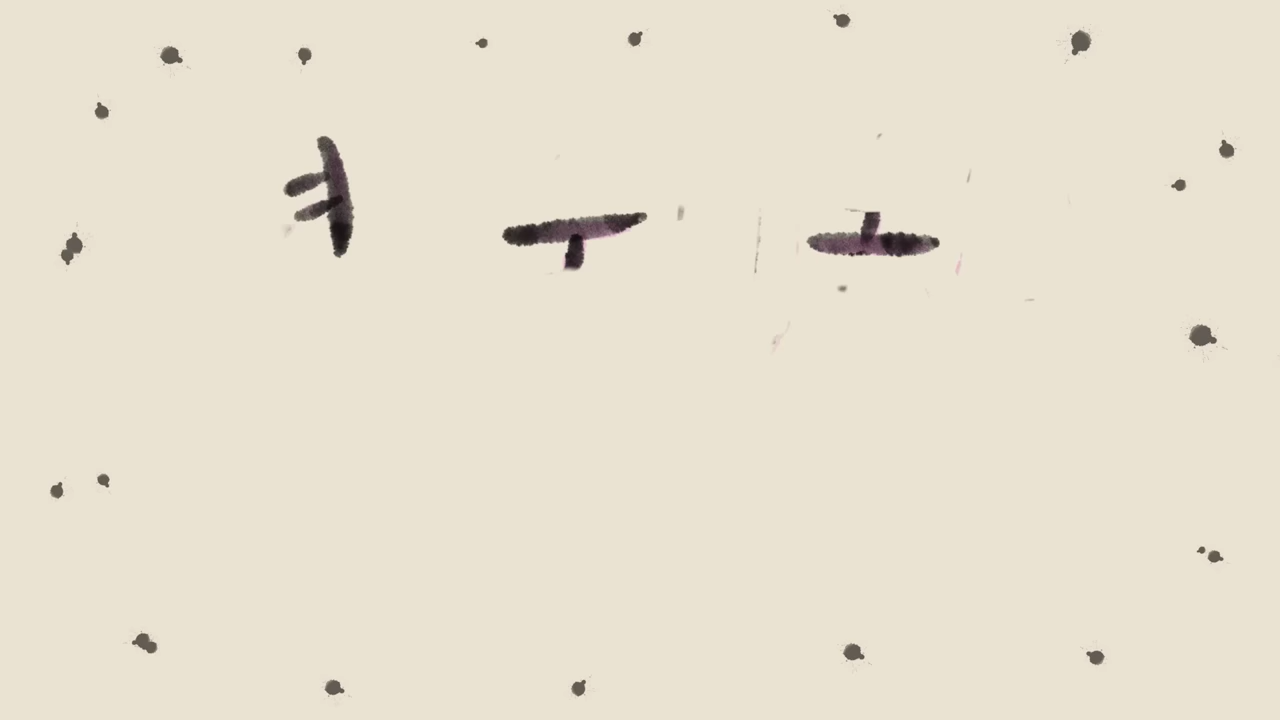 ㅕ ㅜ ㅗ